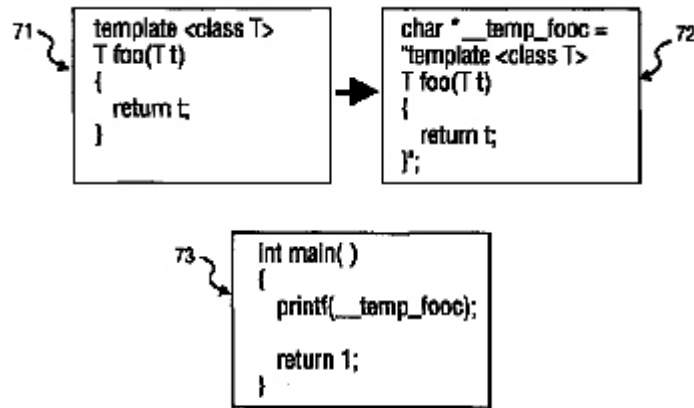 71
template <class T>
T foo(T t)
{
return t;
}
char * __temp_fooc =
"template <class T>
T foo(T t)
{
return t;
}";
72
73
int main( )
{
printf(__temp_fooc);
return 1;
}